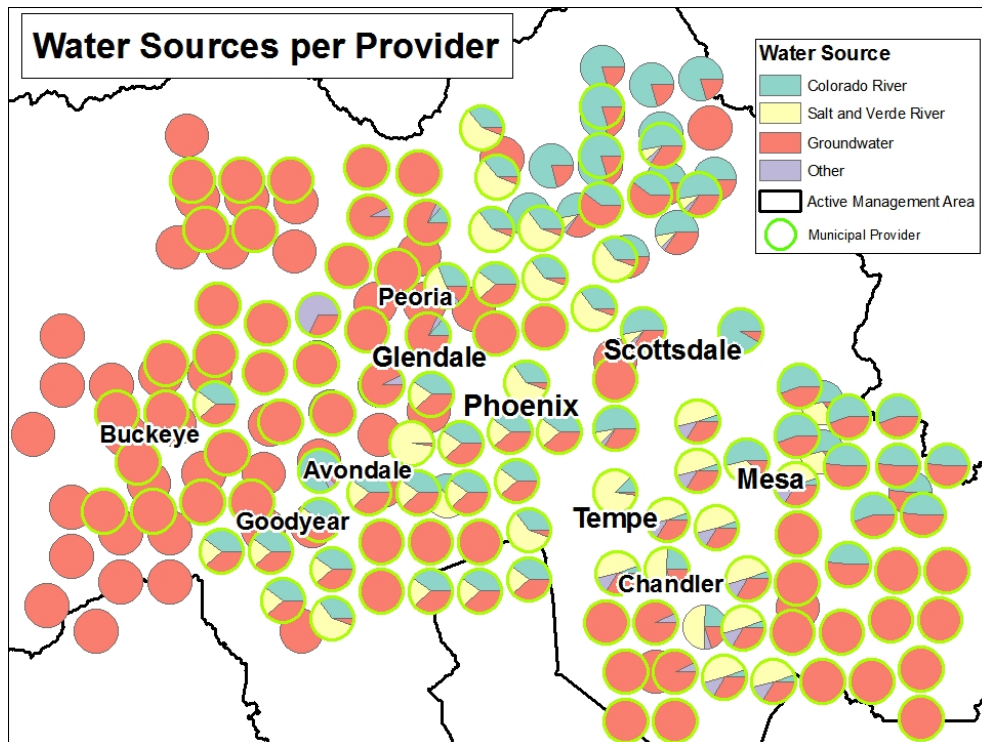 Water Sources per Provider
Water Source
Colorado River
Salt and Verde River
Groundwater
Other
Active Management Area
Municipal Provider
Peoria
Glendale
Scottsdale
Phoenix
Buckeye
Avondale
Mesa
Goodyear
Tempe
Chandler